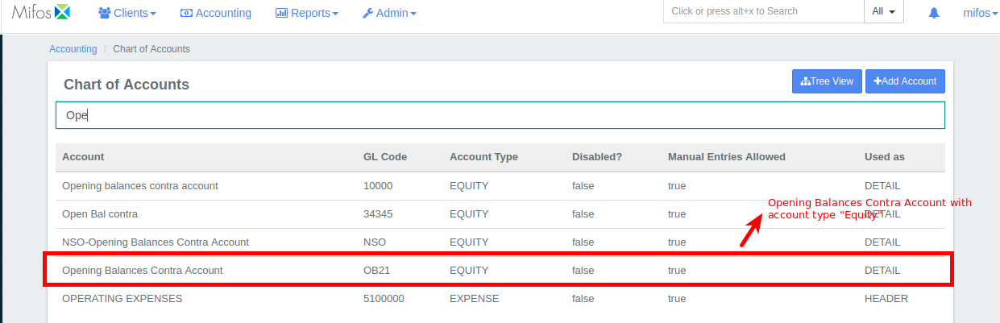 Mifos Clients Accounting Reports Admin Click or press alt+x to Search All mifos
Accounting / Chart of Accounts
Chart of Accounts Tree View Add Account
Ope
Account GL Code Account Type Disabled? Manual Entries Allowed Used as
Opening balances contra account 10000 EQUITY false true DETAIL
Opening Balances Contra Account with
account type "Equity"
Open Bal contra 34345 EQUITY false true DETAIL
NSO-Opening Balances Contra Account NSO EQUITY false true DETAIL
Opening Balances Contra Account OB21 EQUITY false true DETAIL
OPERATING EXPENSES 5100000 EXPENSE false true HEADER